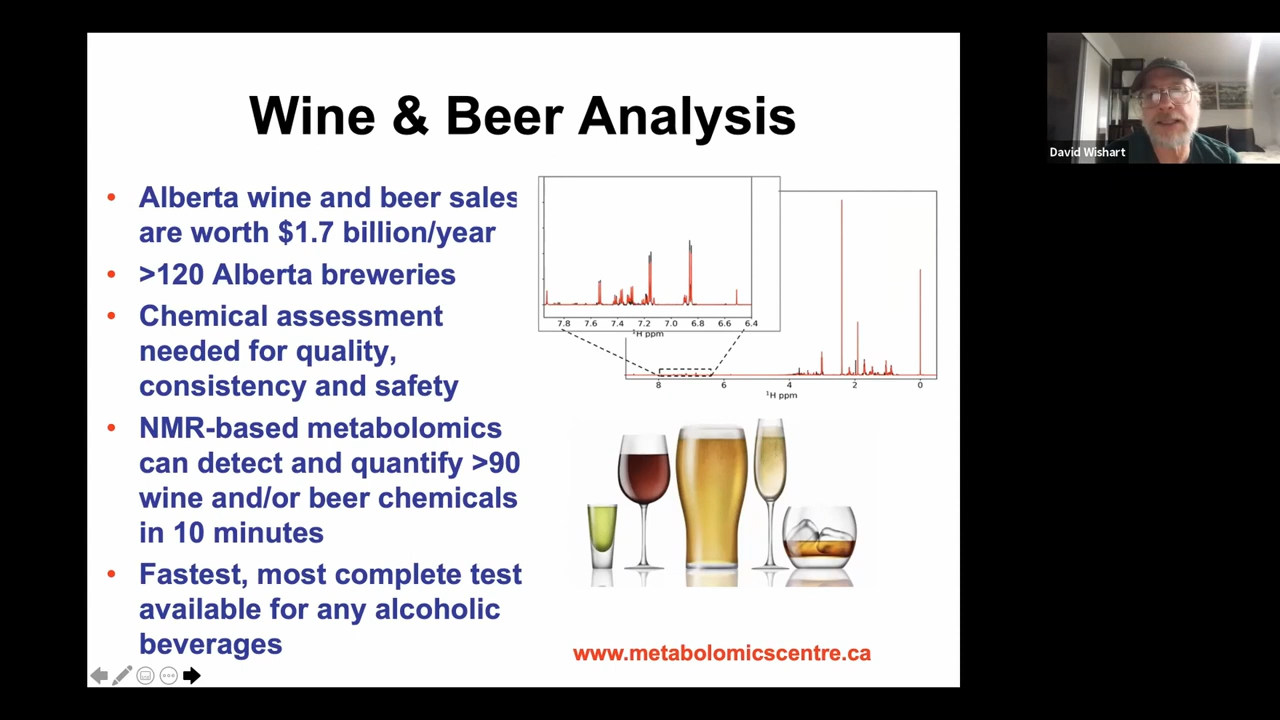 Wine & Beer Analysis
• Alberta wine and beer sales
are worth $1.7 billion/year
• >120 Alberta breweries
• Chemical assessment
needed for quality,
consistency and safety
• NMR-based metabolomics
can detect and quantify >90
wine and/or beer chemicals
in 10 minutes
• Fastest, most complete test
available for any alcoholic
beverages
7.8 7.6 7.4 7.2 7.0 6.8 6.6 6.4
¹H ppm
8 6 4 2 0
¹H ppm
www.metabolomicscentre.ca
David Wishart